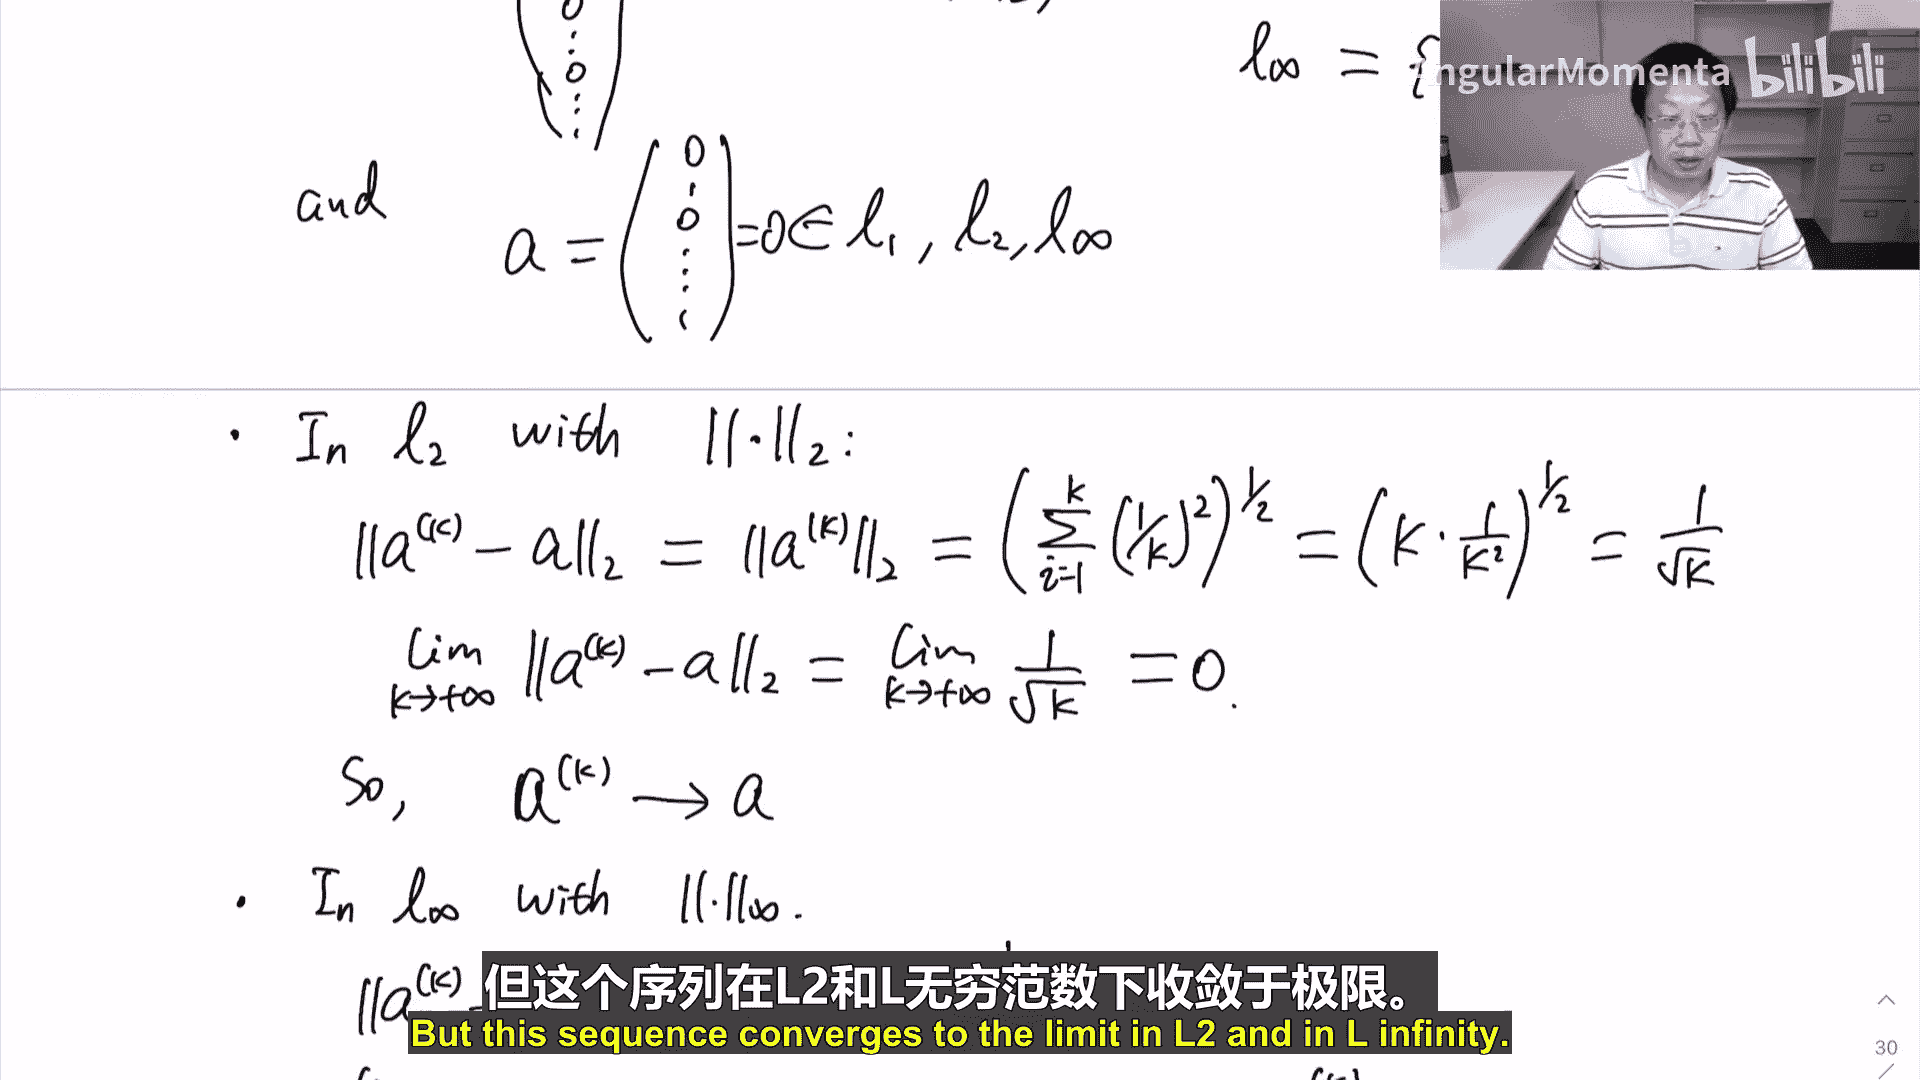 l∞ = {
ngularMomenta bilibili
0
0
and
a = (0 0) = 0 ∈ l₁, l₂, l∞
· In l₂ with ||·||₂:
||a^(k) − a||₂ = ||a^(k)||₂ = (∑_{i=1}^{k} (1/k)²)^{1/2} = (k · 1/k²)^{1/2} = 1/√k
lim_{k→+∞} ||a^(k) − a||₂ = lim_{k→+∞} 1/√k = 0.
So, a^(k) → a
· In l∞ with ||·||∞.
||a^(k) −
但这个序列在L2和L无穷范数下收敛于极限。
But this sequence converges to the limit in L2 and in L infinity.
30